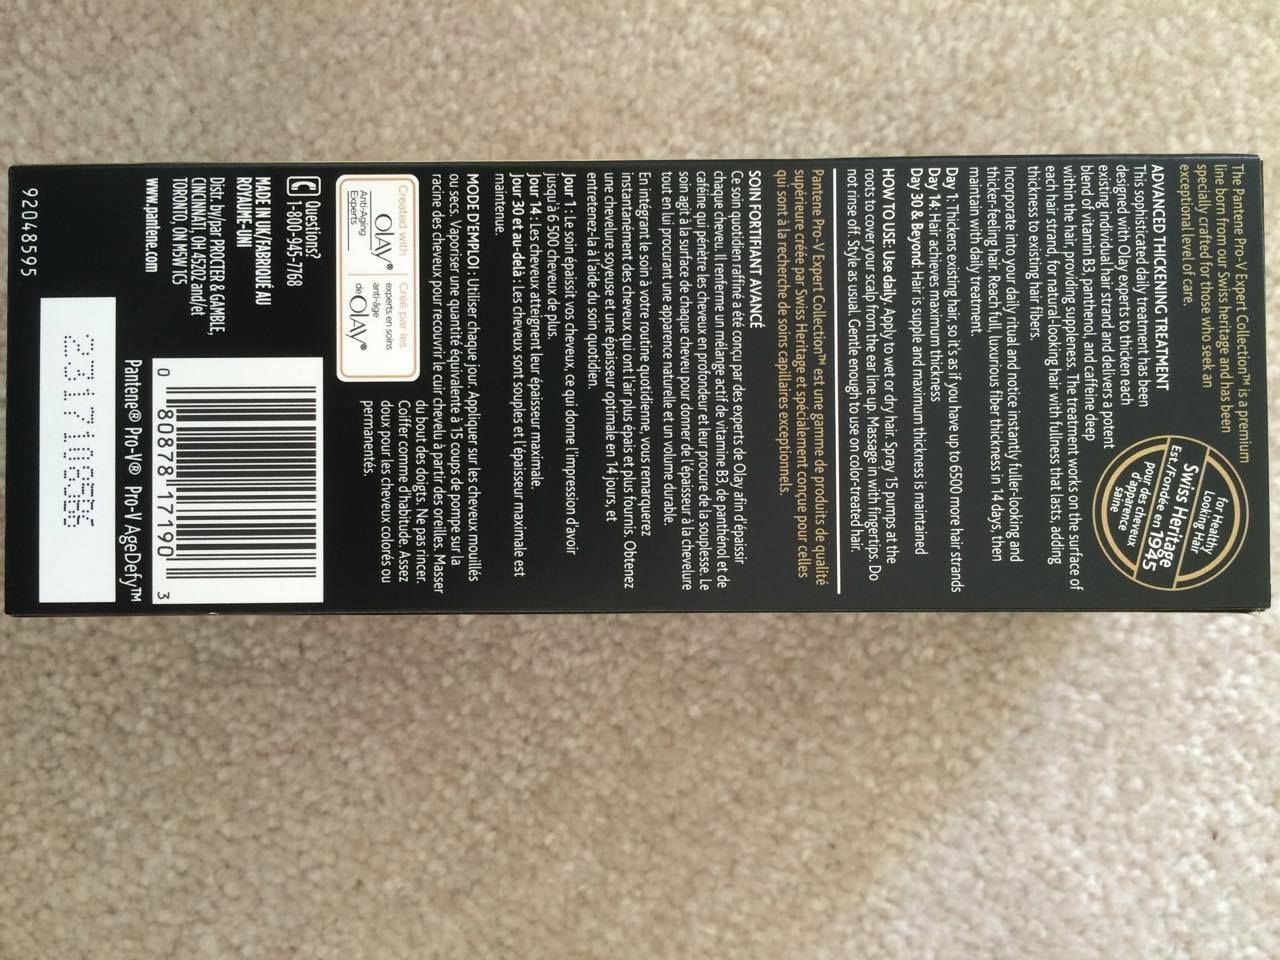 The Pantene Pro-V Expert Collection™ is a premium
line born from our Swiss heritage and has been
specially crafted for those who seek an
exceptional level of care.
for Healthy
Looking Hair
Swiss Heritage
Est./Fondée en 1945
pour des cheveux
d'apparence
saine
ADVANCED THICKENING TREATMENT
This sophisticated daily treatment has been
designed with Olay experts to thicken each
existing individual hair strand and delivers a potent
blend of vitamin B3, panthenol, and caffeine deep
within the hair, providing suppleness. The treatment works on the surface of
each hair strand, for natural-looking hair with fullness that lasts, adding
thickness to existing hair fibers.
Incorporate into your daily ritual and notice instantly fuller-looking and
thicker-feeling hair. Reach full, luxurious fiber thickness in 14 days, then
maintain with daily treatment.
Day 1: Thickens existing hair, so it's as if you have up to 6500 more hair strands
Day 14: Hair achieves maximum thickness
Day 30 & Beyond: Hair is supple and maximum thickness is maintained
HOW TO USE: Use daily. Apply to wet or dry hair. Spray 15 pumps at the
roots to cover your scalp from the ear line up. Massage in with fingertips. Do
not rinse off. Style as usual. Gentle enough to use on color-treated hair.
Pantene Pro-V Expert Collection™ est une gamme de produits de qualité
supérieure créée par Swiss Heritage et spécialement conçue pour celles
qui sont à la recherche de soins capillaires exceptionnels.
SOIN FORTIFIANT AVANCÉ
Ce soin quotidien raffiné a été conçu par des experts de Olay afin d'épaissir
chaque cheveu. Il renferme un mélange actif de vitamine B3, de panthénol et de
caféine qui pénètre les cheveux en profondeur et leur procure de la souplesse. Le
soin agit à la surface de chaque cheveu pour donner de l'épaisseur à la chevelure
tout en lui procurant une apparence naturelle et un volume durable.
En intégrant le soin à votre routine quotidienne, vous remarquerez
instantanément des cheveux qui ont l'air plus épais et plus fournis. Obtenez
une chevelure soyeuse et une épaisseur optimale en 14 jours, et
entretenez-la à l'aide du soin quotidien.
Jour 1 : Le soin épaissit vos cheveux, ce qui donne l'impression d'avoir
jusqu'à 6 500 cheveux de plus.
Jour 14 : Les cheveux atteignent leur épaisseur maximale.
Jour 30 et au-delà : Les cheveux sont souples et l'épaisseur maximale est
maintenue.
MODE D'EMPLOI : Utiliser chaque jour. Appliquer sur les cheveux mouillés
ou secs. Vaporiser une quantité équivalente à 15 coups de pompe sur la
racine des cheveux pour recouvrir le cuir chevelu à partir des oreilles. Masser
du bout des doigts. Ne pas rincer.
Coiffer comme d'habitude. Assez
doux pour les cheveux colorés ou
permanentés.
Created with
OLAY®
Anti-Aging
Experts
Créé par les
experts en soins
anti-âge
de OLAY®
Questions?
1-800-945-7768
MADE IN UK/FABRIQUÉ AU
ROYAUME-UNI
Distr. by/par PROCTER & GAMBLE,
CINCINNATI, OH 45202 and/et
TORONTO, ON M5W 1C5
www.pantene.com
0 80878 17190 3
Pantene® Pro-V® Pro-V AgeDefy™
2317108586
92048595